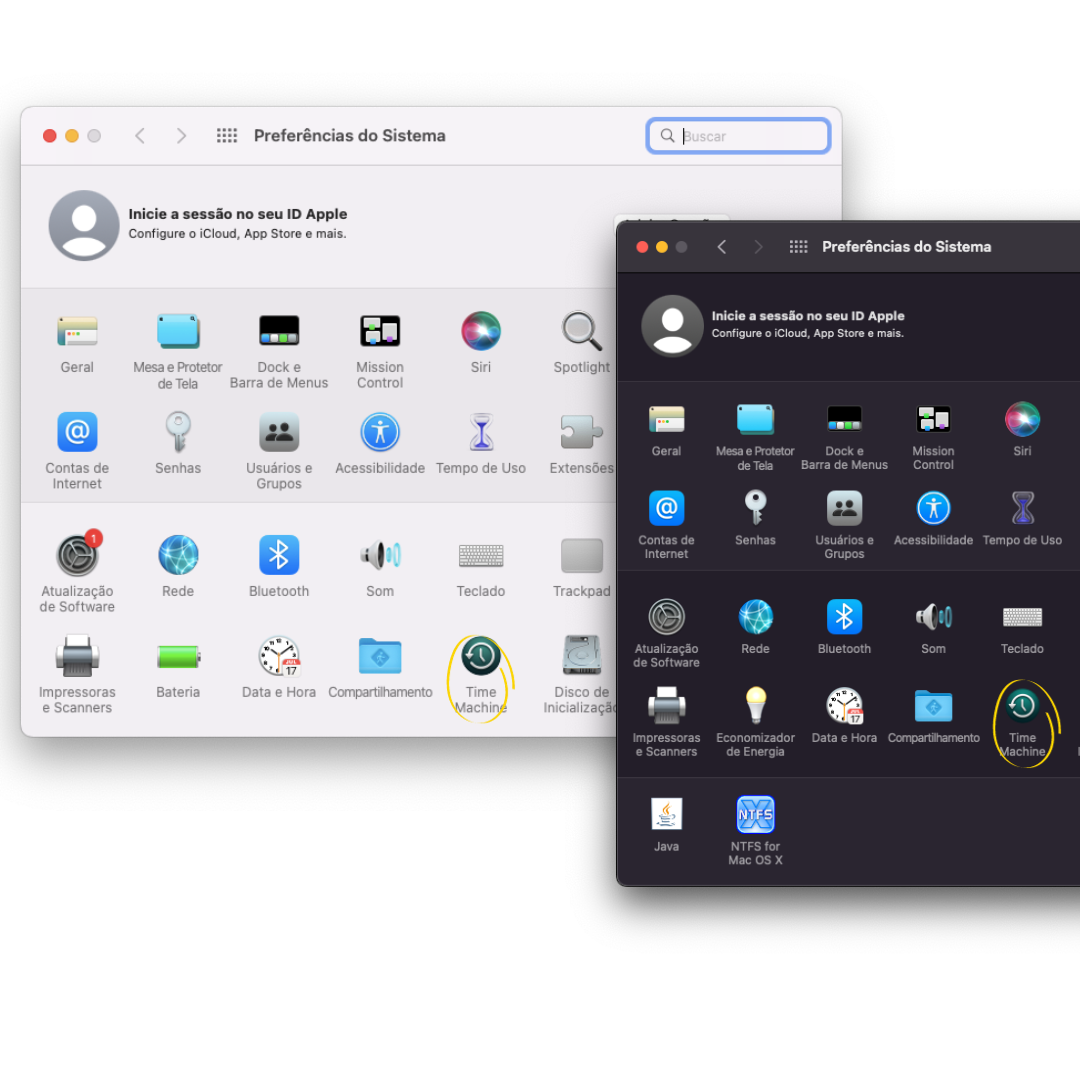 Preferências do Sistema
Buscar
Inicie a sessão no seu ID Apple
Configure o iCloud, App Store e mais.
Geral
Mesa e Protetor
de Tela
Dock e
Barra de Menus
Mission
Control
Siri
Spotlight
Contas de
Internet
Senhas
Usuários e
Grupos
Acessibilidade
Tempo de Uso
Extensões
1
Atualização
de Software
Rede
Bluetooth
Som
Teclado
Trackpad
Impressoras
e Scanners
Bateria
JUL
17
Data e Hora
Compartilhamento
Time
Machine
Disco de
Inicialização
Preferências do Sistema
Inicie a sessão no seu ID Apple
Configure o iCloud, App Store e mais.
Geral
Mesa e Protetor
de Tela
Dock e
Barra de Menus
Mission
Control
Siri
Contas de
Internet
Senhas
Usuários e
Grupos
Acessibilidade
Tempo de Uso
Atualização
de Software
Rede
Bluetooth
Som
Teclado
Impressoras
e Scanners
Economizador
de Energia
JUL
17
Data e Hora
Compartilhamento
Time
Machine
Java
NTFS
NTFS for
Mac OS X